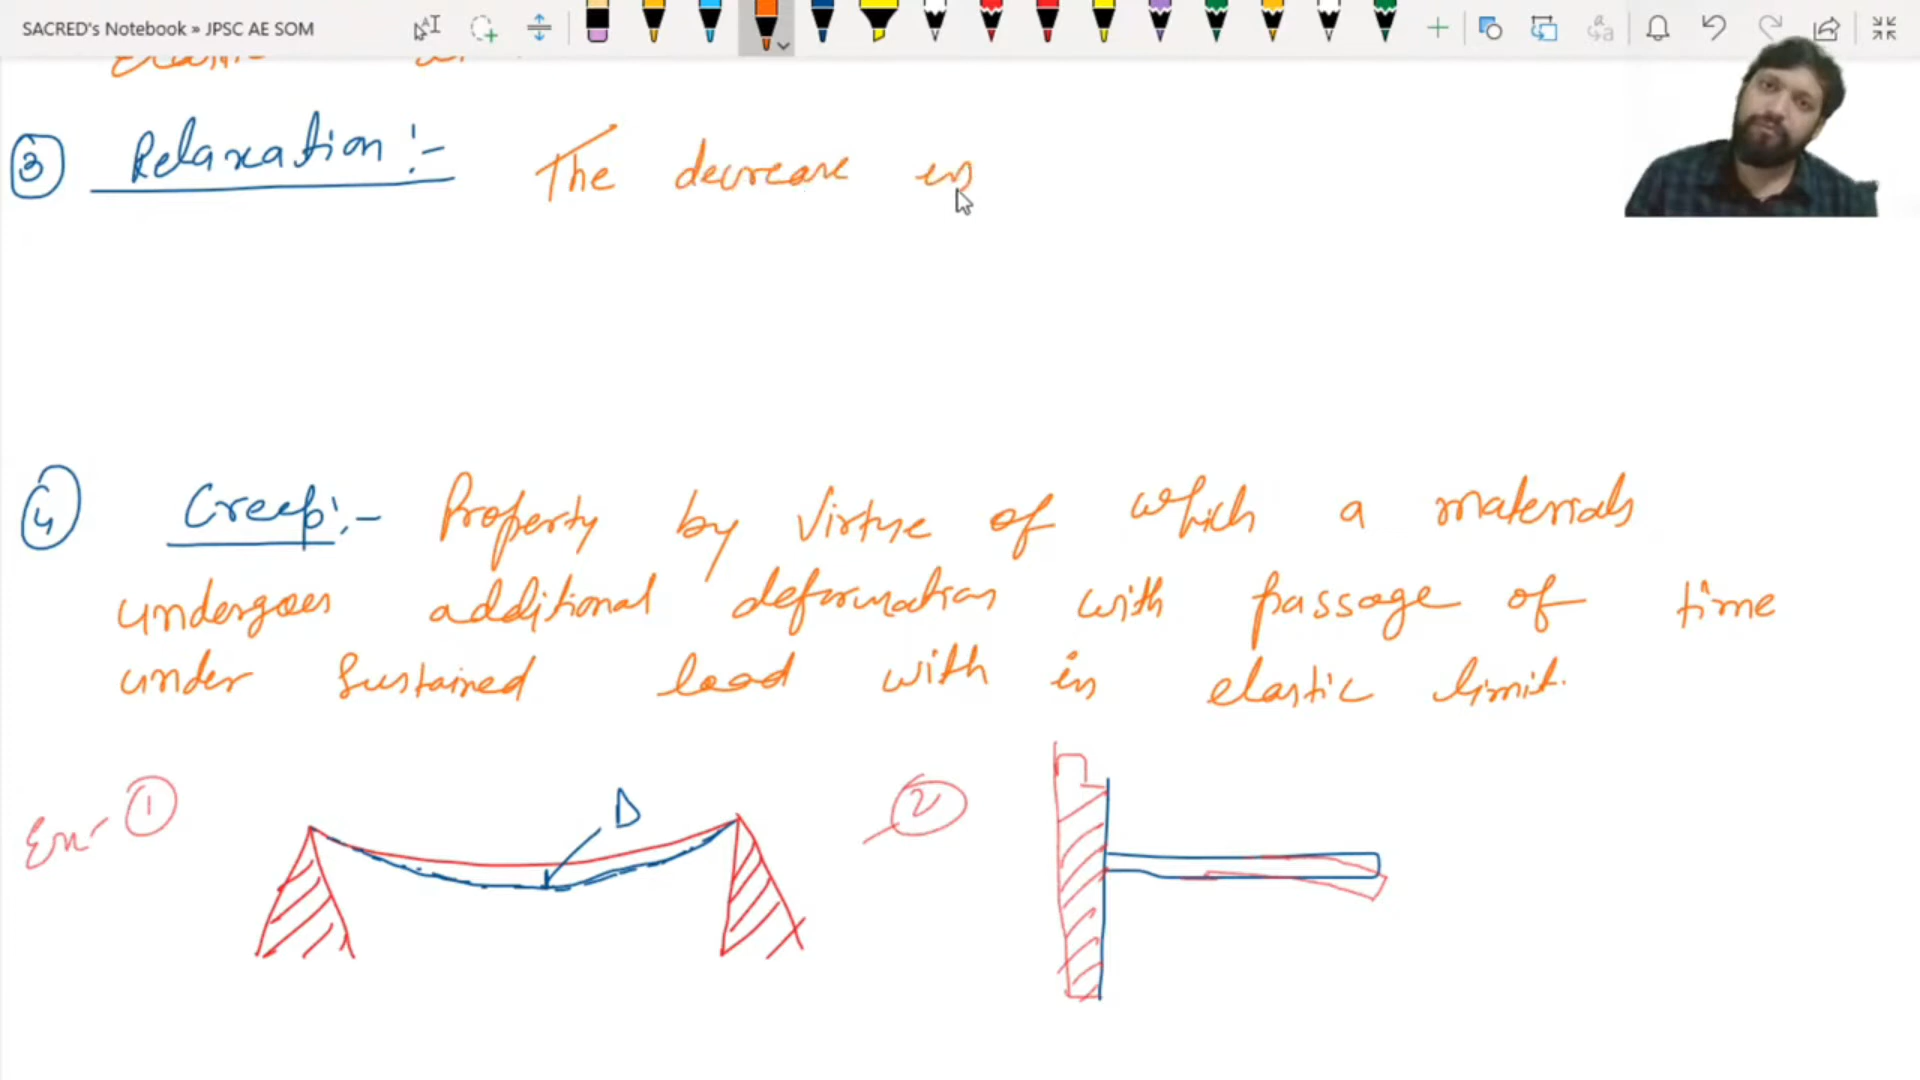 SACRED's Notebook » JPSC AE SOM
3 Relaxation:- The decrease in
4 Creep:- Property by virtue of which a materials
undergoes additional deformation with passage of time
under sustained load with in elastic limit.
Ex- 1
D
2